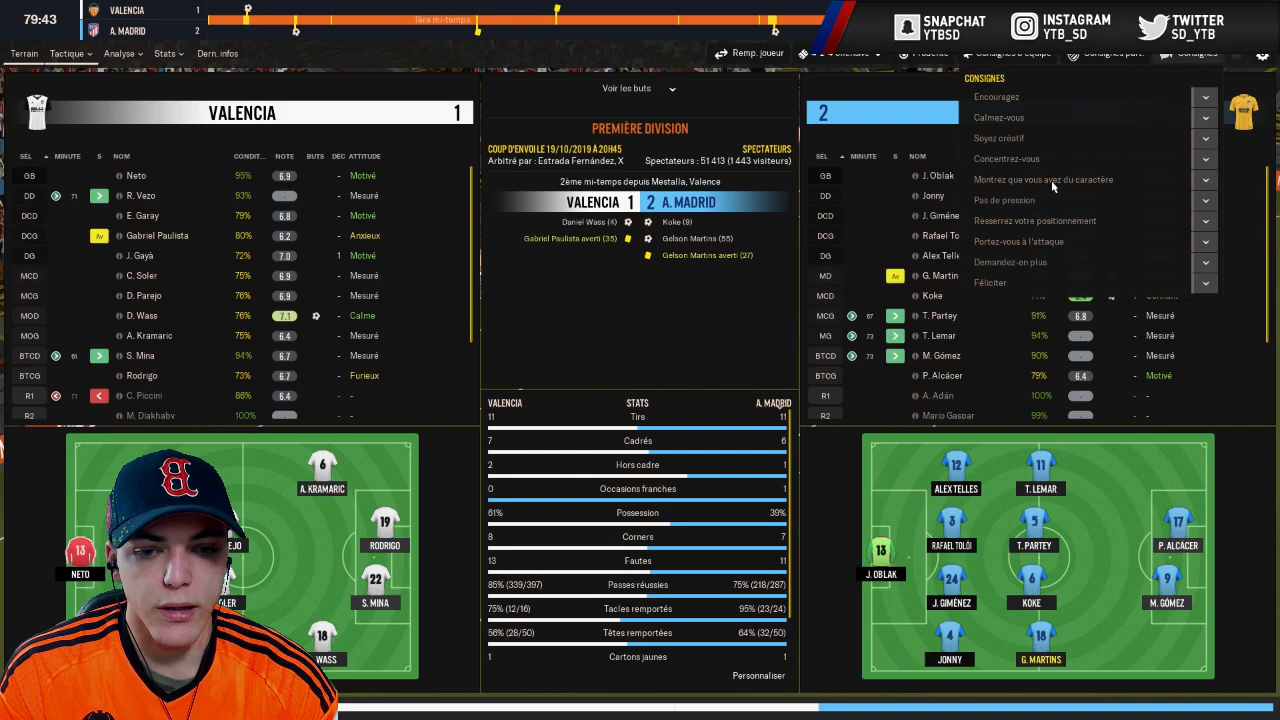 79:43
VALENCIA 1
A. MADRID 2
1ère mi-temps
SNAPCHAT
YTBSD
INSTAGRAM
YTB_SD
TWITTER
SD_YTB
Terrain Tactique Analyse Stats Dern. infos
Remp. joueur
VALENCIA 1
SÉL MINUTE S NOM CONDIT... NOTE BUTS DÉC ATTITUDE
GB Neto 95% 6.9 - Motivé
DD 71 R. Vezo 93% - - Mesuré
DCD E. Garay 79% 6.8 - Motivé
DCG Av Gabriel Paulista 80% 6.2 - Anxieux
DG J. Gayà 72% 7.0 1 Motivé
MCD C. Soler 75% 6.9 - Mesuré
MCG D. Parejo 76% 6.9 - Mesuré
MOD D. Wass 76% 7.1 - Calme
MOG A. Kramaric 75% 6.4 - Mesuré
BTCD 61 S. Mina 94% 6.7 - Mesuré
BTCG Rodrigo 73% 6.7 - Furieux
R1 71 C. Piccini 86% 6.4 - -
R2 M. Diakhaby 100% - - -
Voir les buts
PREMIÈRE DIVISION
COUP D'ENVOI LE 19/10/2019 À 20H45 SPECTATEURS
Arbitré par : Estrada Fernández, X Spectateurs : 51 413 (1 443 visiteurs)
2ème mi-temps depuis Mestalla, Valence
VALENCIA 1 2 A. MADRID
Daniel Wass (4) Koke (9)
Gabriel Paulista averti (35) Gelson Martins (55)
Gelson Martins averti (27)
VALENCIA STATS A. MADRID
11 Tirs 11
7 Cadrés 6
2 Hors cadre 1
0 Occasions franches 1
61% Possession 39%
8 Corners 7
13 Fautes 11
85% (339/397) Passes réussies 75% (218/287)
75% (12/16) Tacles remportés 95% (23/24)
56% (28/50) Têtes remportées 64% (32/50)
1 Cartons jaunes 1
Personnaliser
2
CONSIGNES
Encouragez
Calmez-vous
Soyez créatif
Concentrez-vous
Montrez que vous avez du caractère
Pas de pression
Resserrez votre positionnement
Portez-vous à l'attaque
Demandez-en plus
Féliciter
SÉL MINUTE S NOM
GB J. Oblak
DD Jonny
DCD J. Giméne
DCG Rafael To
DG Alex Telle
MD Av G. Martin
MCD Koke
MCG 67 T. Partey 91% 6.8 - Mesuré
MG 73 T. Lemar 94% - - Mesuré
BTCD 73 M. Gómez 90% - - Mesuré
BTCG P. Alcácer 79% 6.4 - Motivé
R1 A. Adán 100% - - -
R2 Mario Gaspar 99% - - -
6
A. KRAMARIC
19
RODRIGO
13
NETO
EJO
22
S. MINA
LER
18
WASS
12
ALEX TELLES
11
T. LEMAR
3
RAFAEL TOLÓI
5
T. PARTEY
17
P. ALCÁCER
13
J. OBLAK
24
J. GIMÉNEZ
6
KOKE
9
M. GÓMEZ
4
JONNY
18
G. MARTINS
B